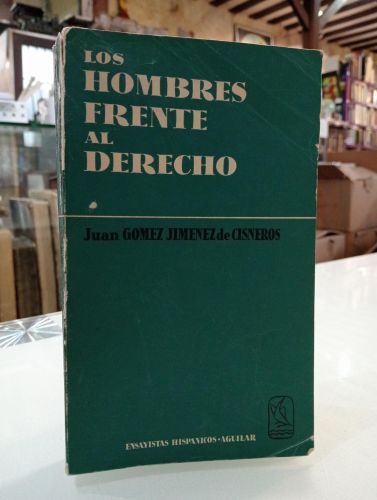 LOS
HOMBRES
FRENTE
AL
DERECHO
Juan GOMEZ JIMENEZ de CISNEROS
ENSAYISTAS HISPANICOS - AGUILAR